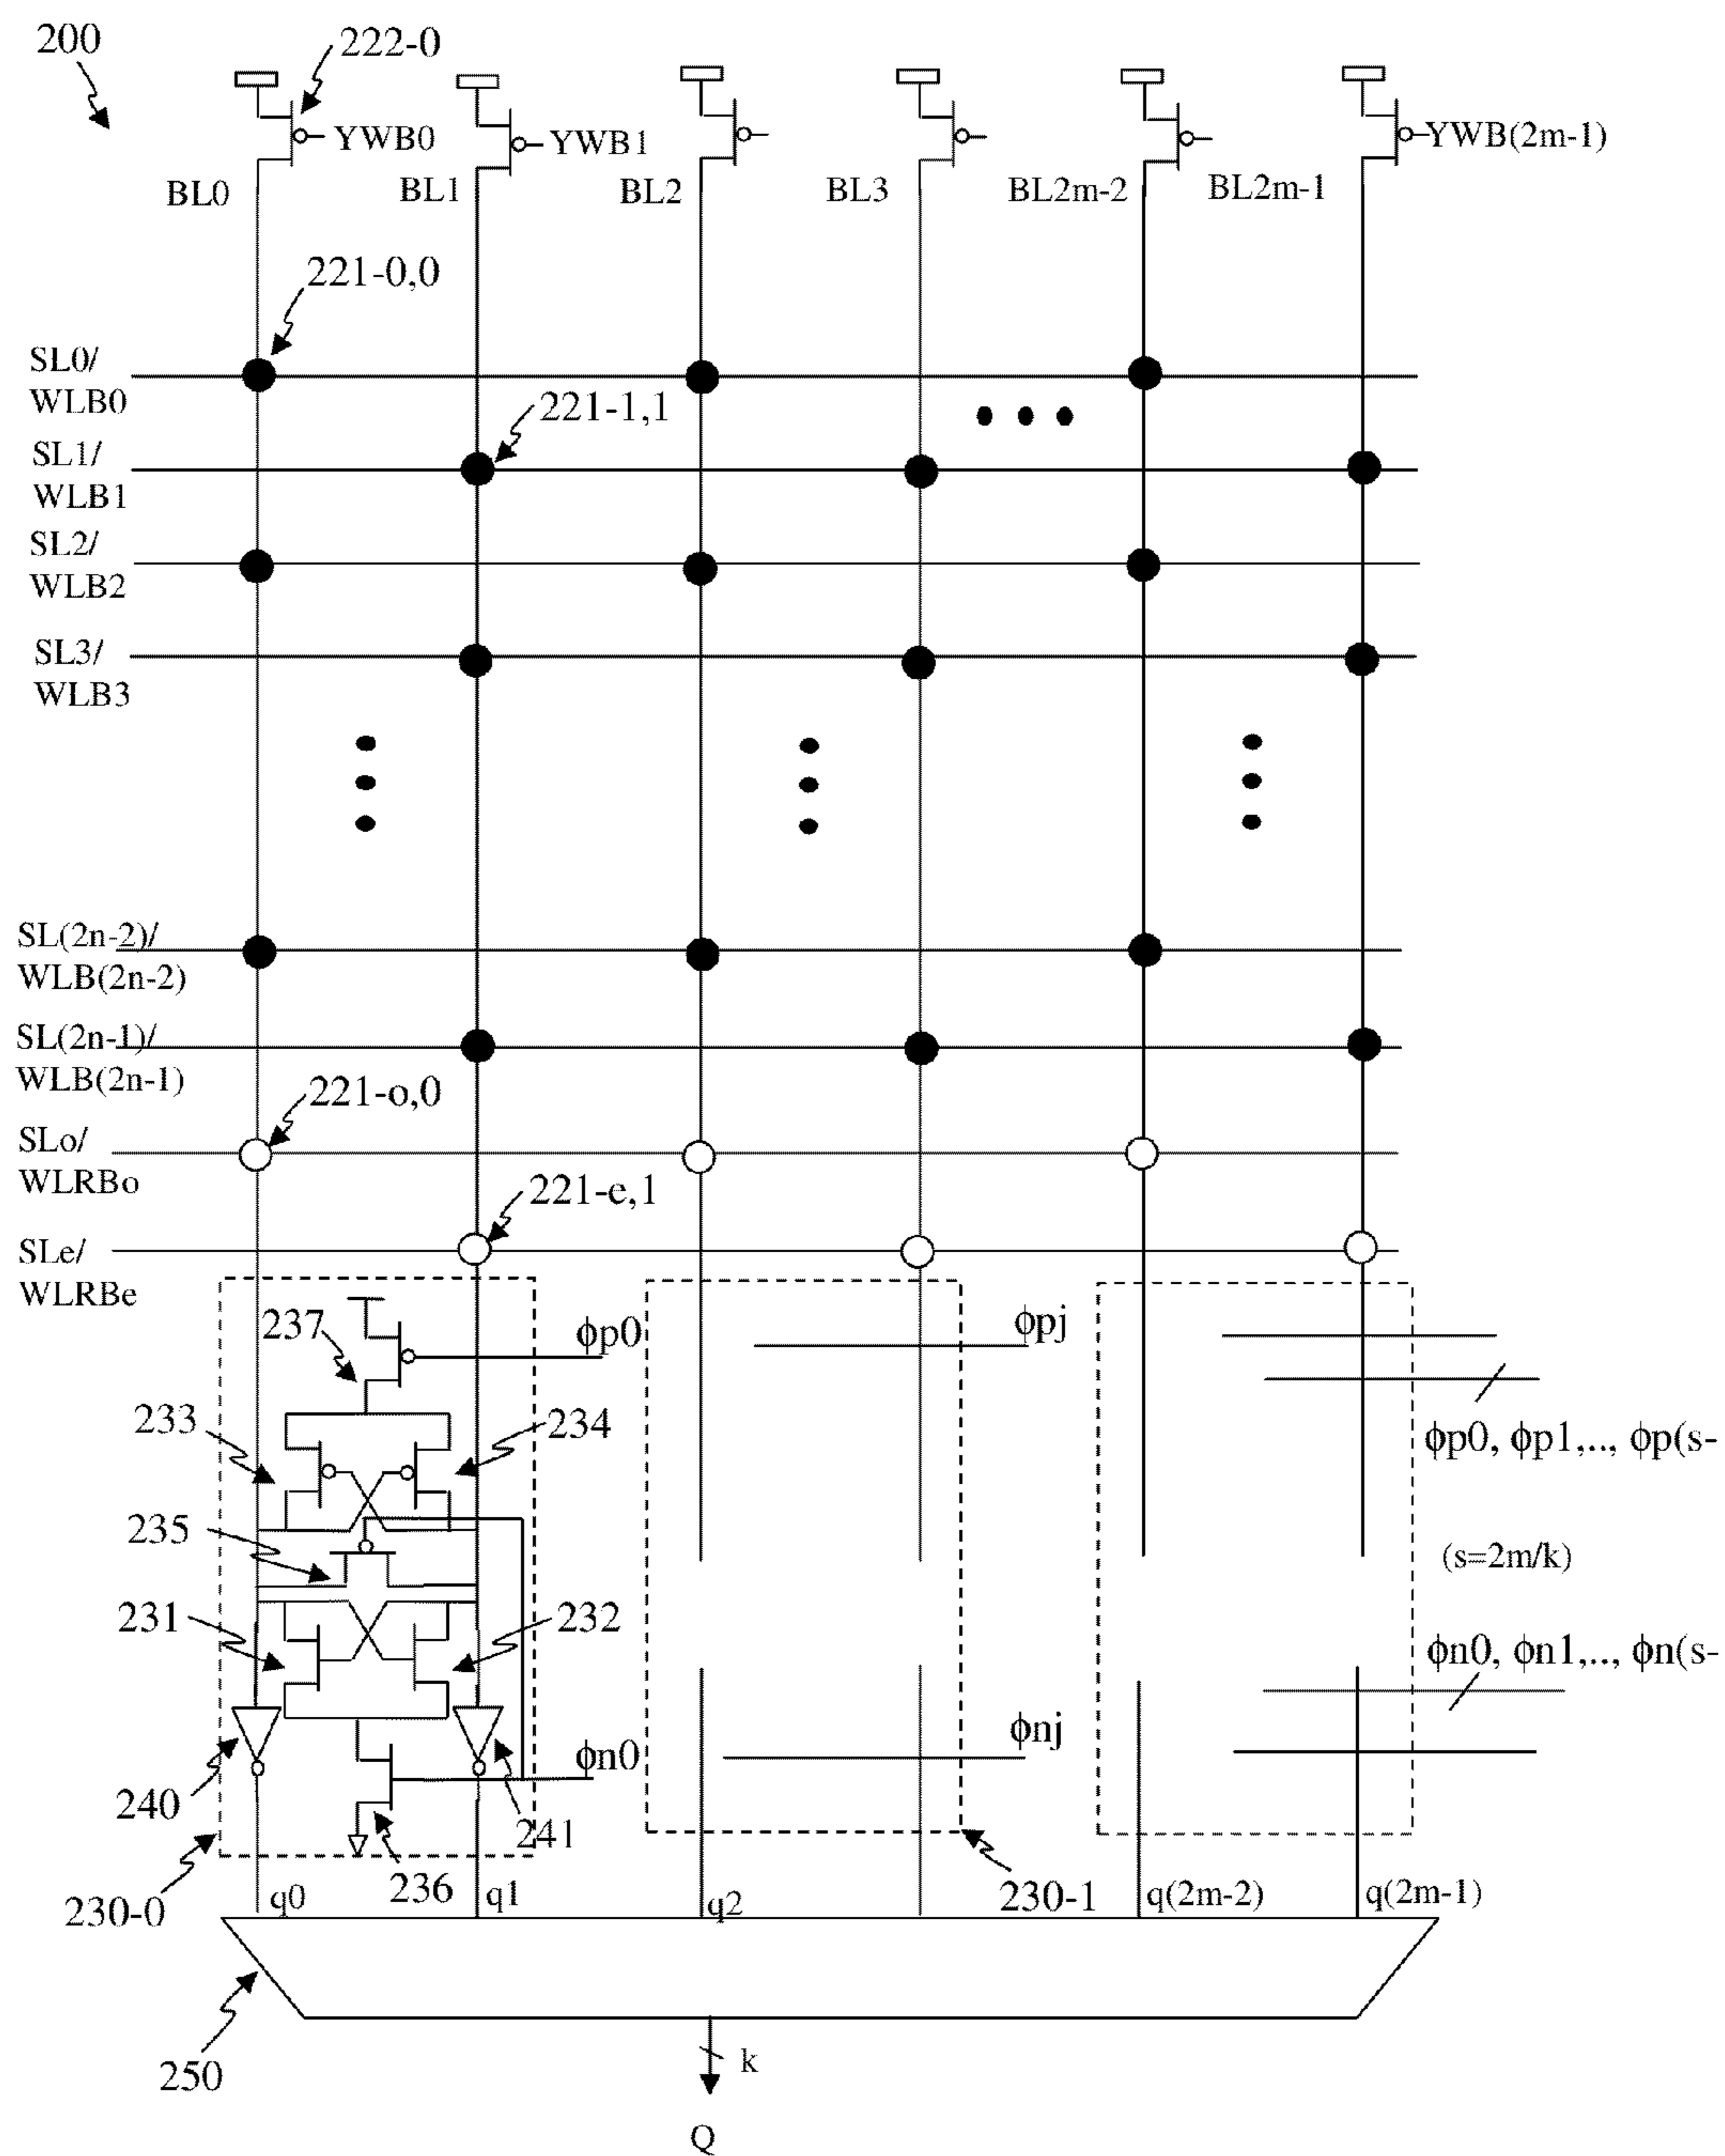 200
222-0
YWB0
YWB1
YWB(2m-1)
BL0
BL1
BL2
BL3
BL2m-2
BL2m-1
221-0,0
SL0/
WLB0
221-1,1
SL1/
WLB1
SL2/
WLB2
SL3/
WLB3
SL(2n-2)/
WLB(2n-2)
SL(2n-1)/
WLB(2n-1)
221-o,0
SLo/
WLRBo
221-e,1
SLe/
WLRBe
237
ϕp0
ϕpj
233
234
ϕp0, ϕp1,.., ϕp(s-
235
(s=2m/k)
231
232
ϕn0, ϕn1,.., ϕn(s-
ϕn0
ϕnj
240
241
230-0
236
230-1
q0
q1
q2
q(2m-2)
q(2m-1)
250
k
Q